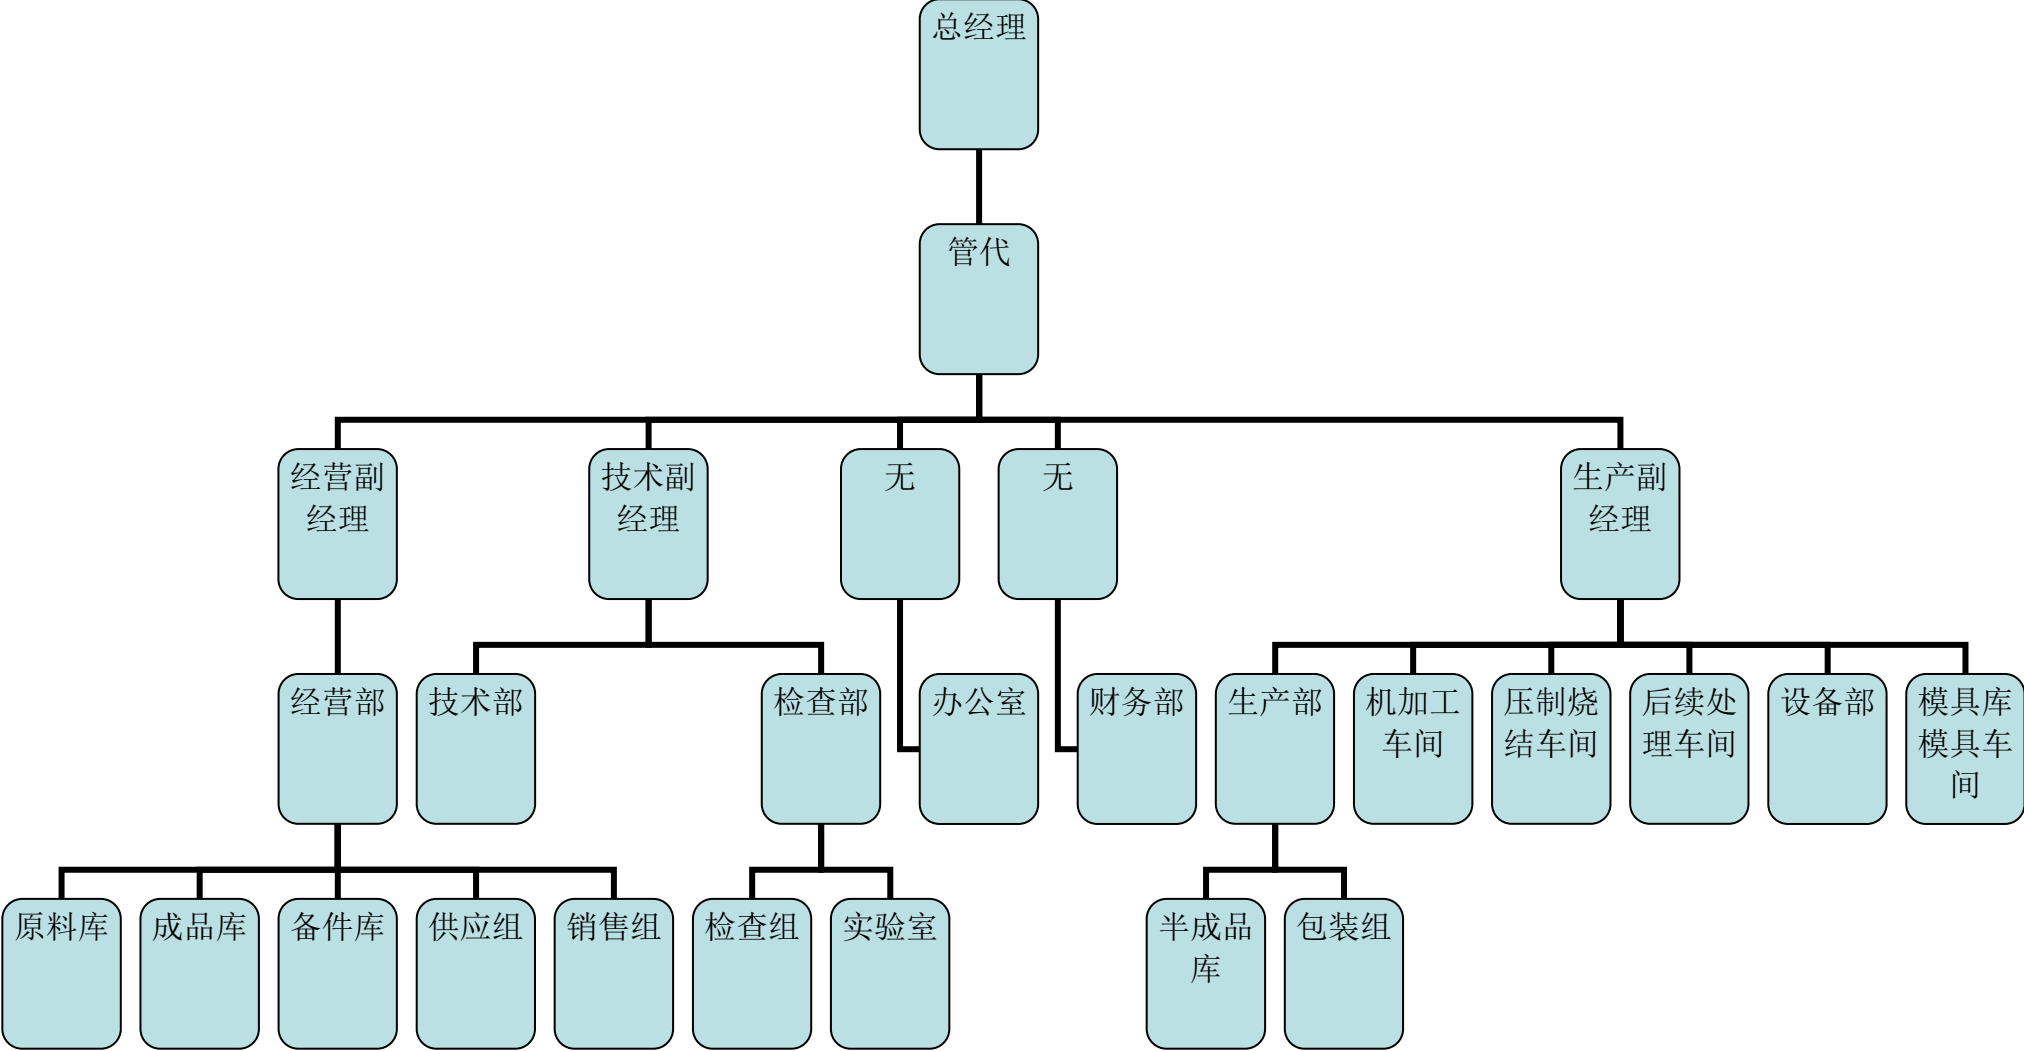 总经理
管代
经营副
经理
技术副
经理
无
无
生产副
经理
经营部
技术部
检查部
办公室
财务部
生产部
机加工
车间
压制烧
结车间
后续处
理车间
设备部
模具库
模具车
间
原料库
成品库
备件库
供应组
销售组
检查组
实验室
半成品
库
包装组